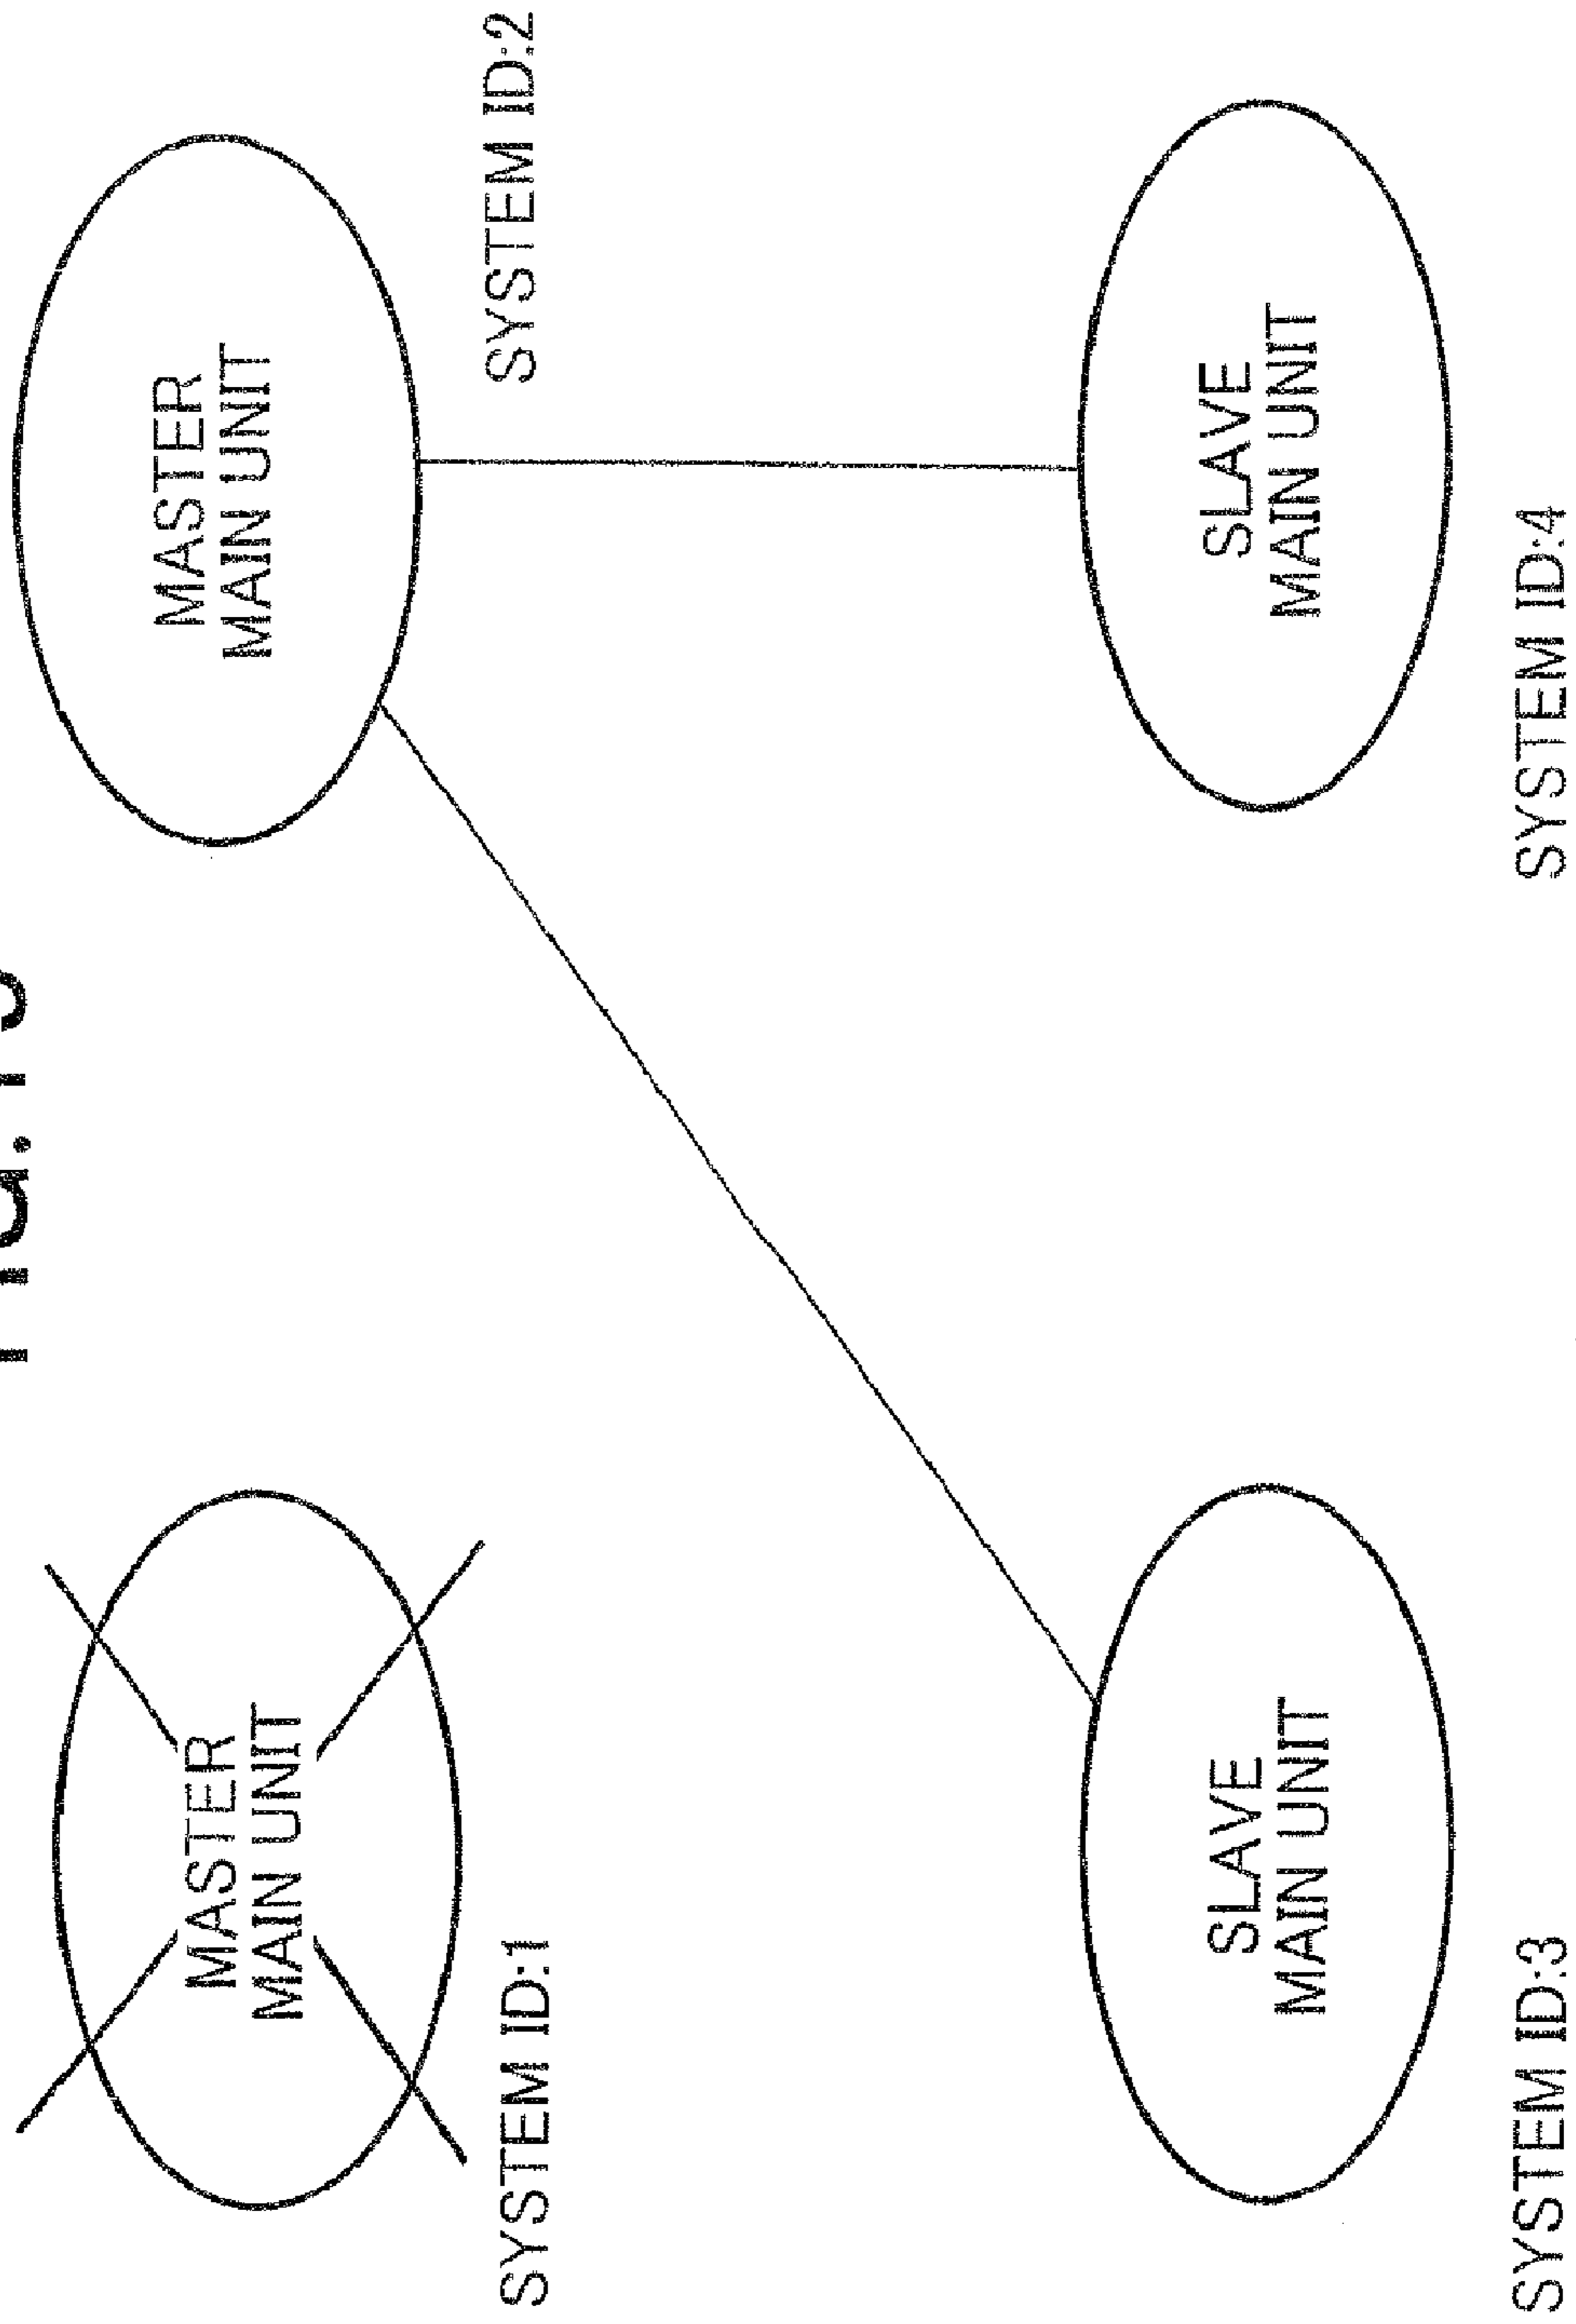 FIG.
MASTER
MAIN UNIT
SYSTEM ID:1
MASTER
MAIN UNIT
SYSTEM ID:2
SLAVE
MAIN UNIT
SYSTEM ID:3
SLAVE
MAIN UNIT
SYSTEM ID:4